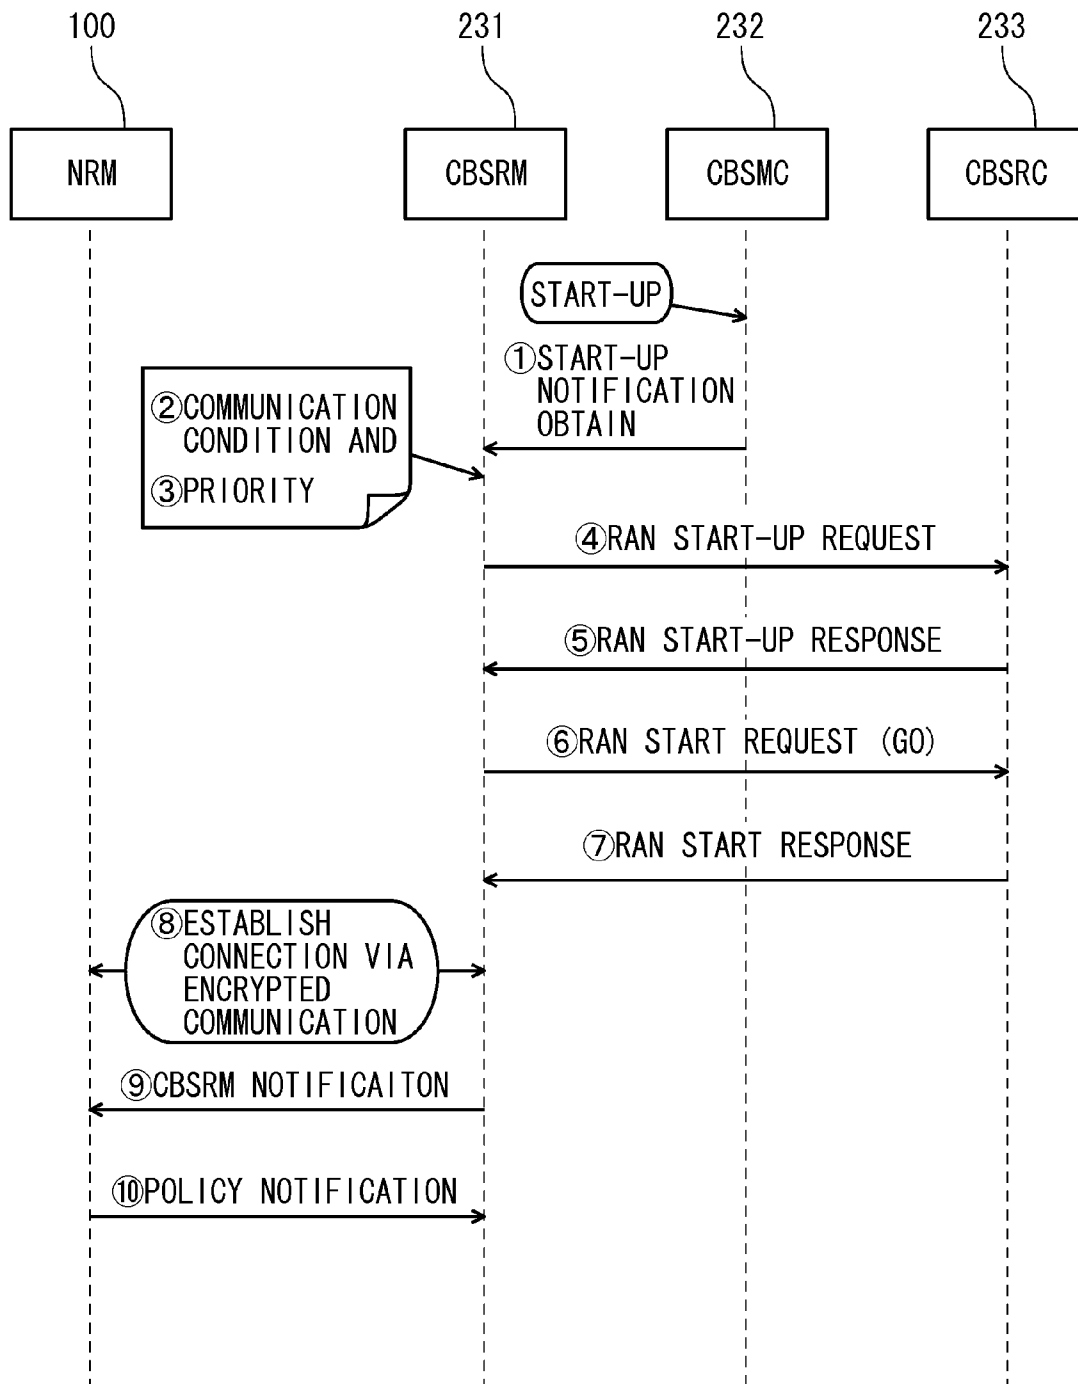 100
231
232
233
NRM
CBSRM
CBSMC
CBSRC
START-UP
①START-UP
NOTIFICATION
OBTAIN
②COMMUNICATION
CONDITION AND
③PRIORITY
④RAN START-UP REQUEST
⑤RAN START-UP RESPONSE
⑥RAN START REQUEST (GO)
⑦RAN START RESPONSE
⑧ESTABLISH
CONNECTION VIA
ENCRYPTED
COMMUNICATION
⑨CBSRM NOTIFICAITON
⑩POLICY NOTIFICATION